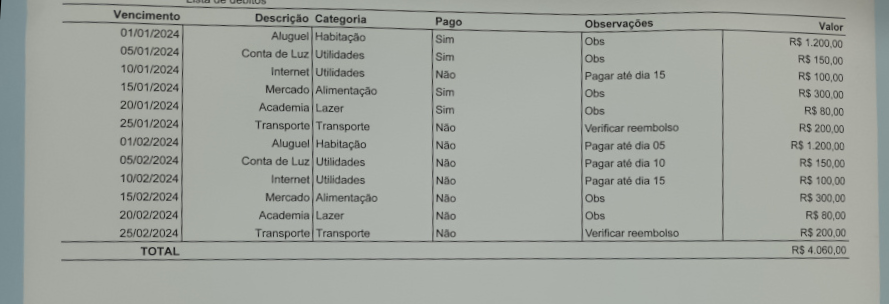 Lista de débitos
Vencimento Descrição Categoria Pago Observações Valor
01/01/2024 Aluguel Habitação Sim Obs R$ 1.200,00
05/01/2024 Conta de Luz Utilidades Sim Obs R$ 150,00
10/01/2024 Internet Utilidades Não Pagar até dia 15 R$ 100,00
15/01/2024 Mercado Alimentação Sim Obs R$ 300,00
20/01/2024 Academia Lazer Sim Obs R$ 80,00
25/01/2024 Transporte Transporte Não Verificar reembolso R$ 200,00
01/02/2024 Aluguel Habitação Não Pagar até dia 05 R$ 1.200,00
05/02/2024 Conta de Luz Utilidades Não Pagar até dia 10 R$ 150,00
10/02/2024 Internet Utilidades Não Pagar até dia 15 R$ 100,00
15/02/2024 Mercado Alimentação Não Obs R$ 300,00
20/02/2024 Academia Lazer Não Obs R$ 80,00
25/02/2024 Transporte Transporte Não Verificar reembolso R$ 200,00
TOTAL R$ 4.060,00